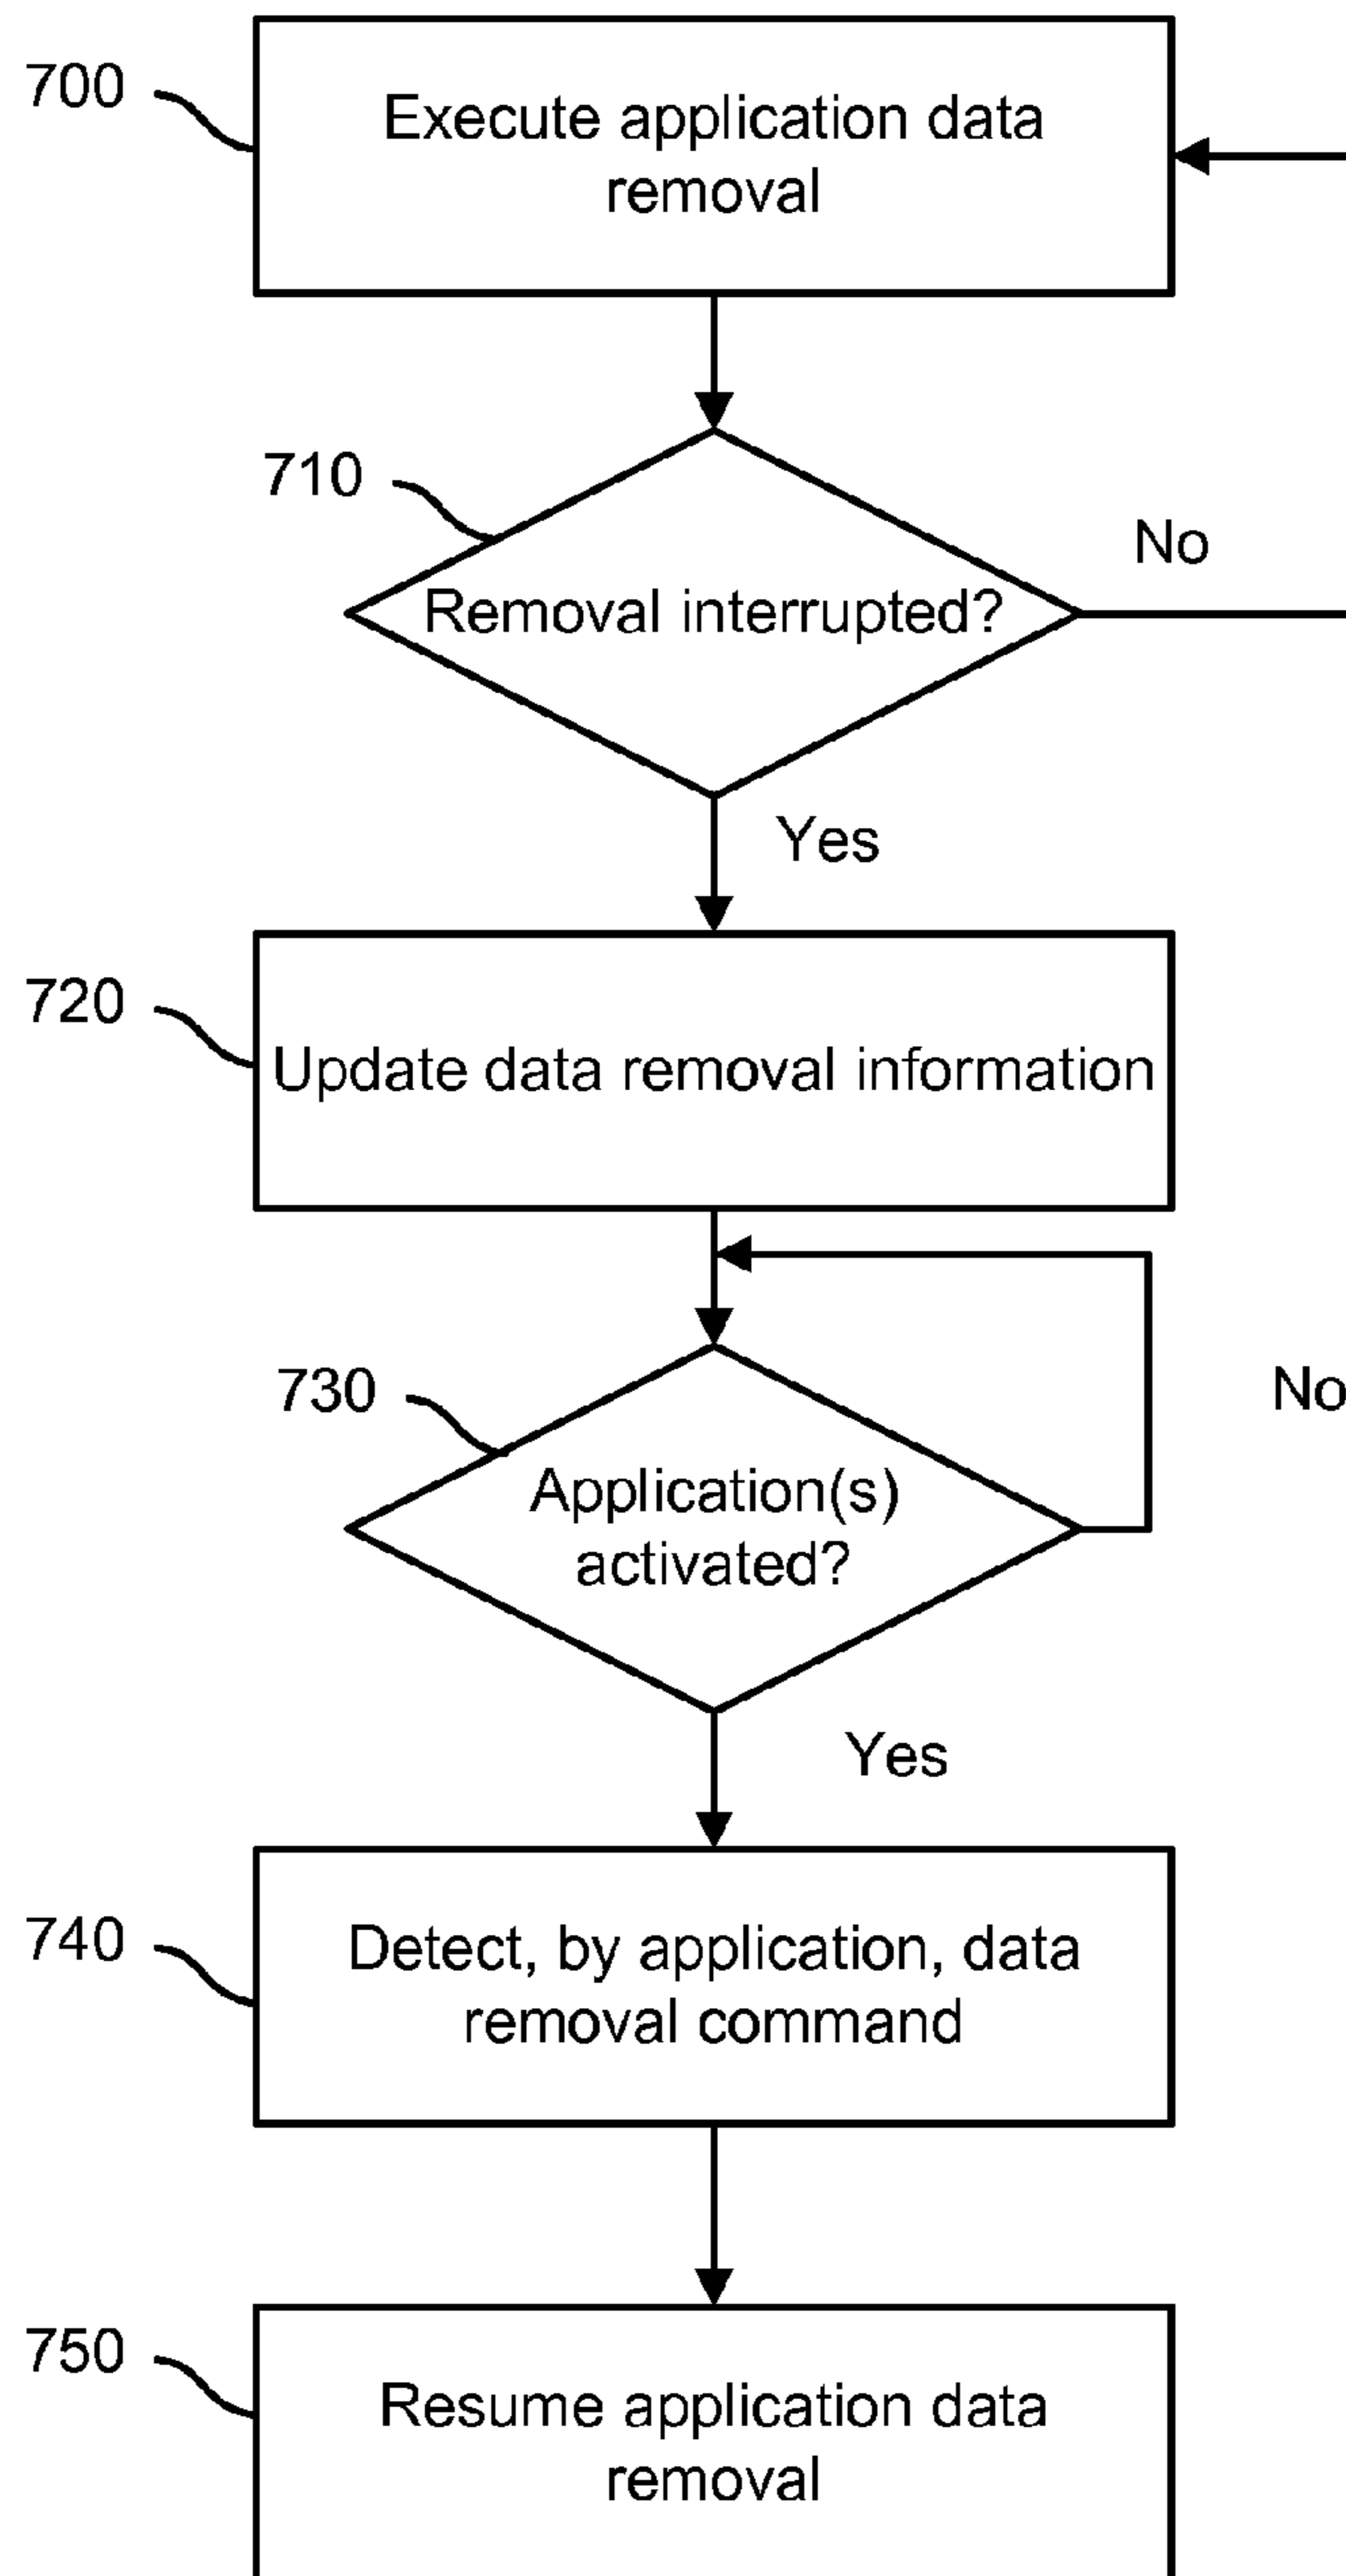 700
Execute application data
removal
710
No
Removal interrupted?
Yes
720
Update data removal information
730
No
Application(s)
activated?
Yes
740
Detect, by application, data
removal command
750
Resume application data
removal